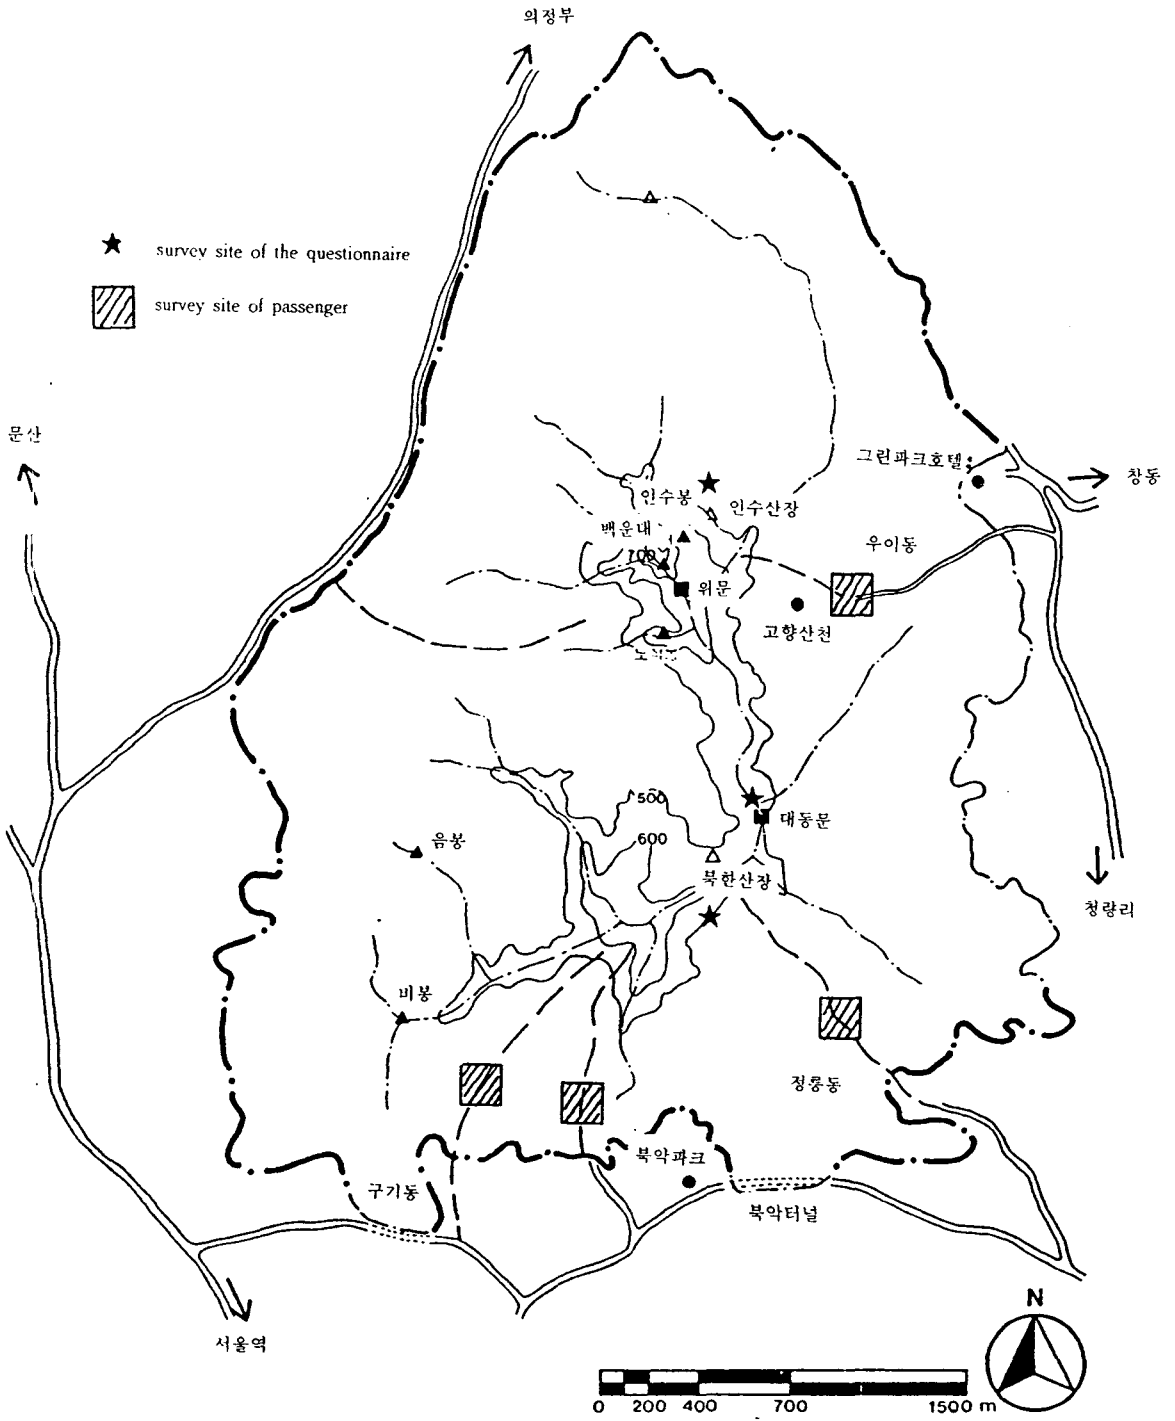 의정부
survey site of the questionnaire
survey site of passenger
문산
그린파크호텔
창동
인수봉
인수산장
백운대
우이동
700
위문
고향산천
500
대동문
600
음봉
북한산장
청량리
비봉
정릉동
북악파크
구기동
북악터널
서울역
N
0 200 400 700 1500 m